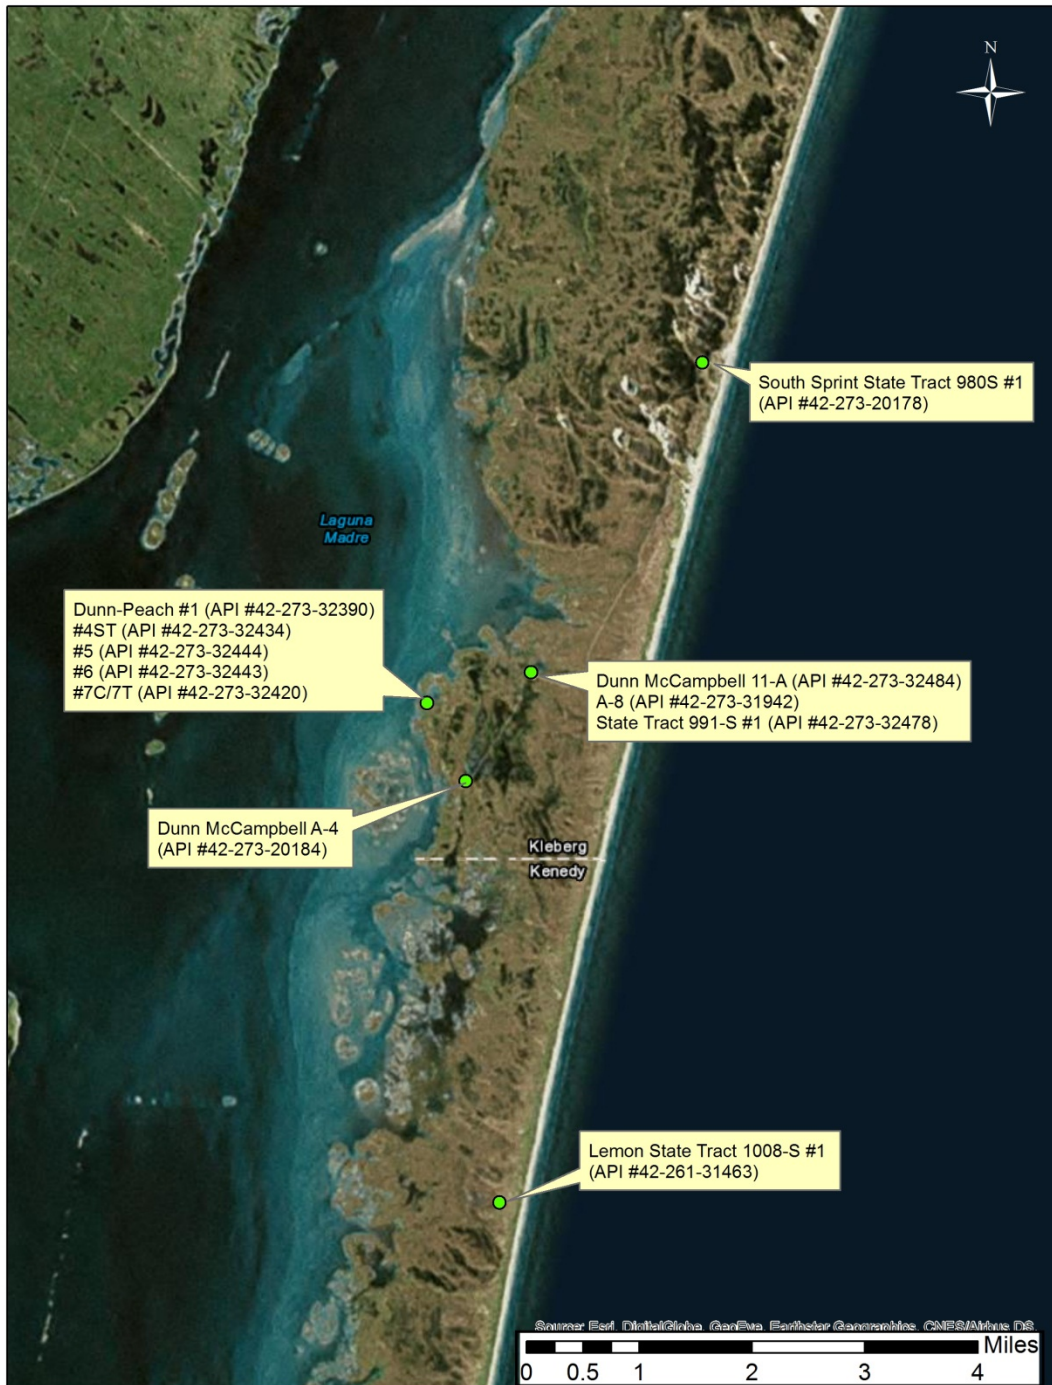 N
South Sprint State Tract 980S #1
(API #42-273-20178)
Laguna
Madre
Dunn-Peach #1 (API #42-273-32390)
#4ST (API #42-273-32434)
#5 (API #42-273-32444)
#6 (API #42-273-32443)
#7C/7T (API #42-273-32420)
Dunn McCampbell 11-A (API #42-273-32484)
A-8 (API #42-273-31942)
State Tract 991-S #1 (API #42-273-32478)
Dunn McCampbell A-4
(API #42-273-20184)
Kleberg
Kenedy
Lemon State Tract 1008-S #1
(API #42-261-31463)
Source: Esri, DigitalGlobe, GeoEye, Earthstar Geographics, CNES/Airbus DS
Miles
0 0.5 1 2 3 4